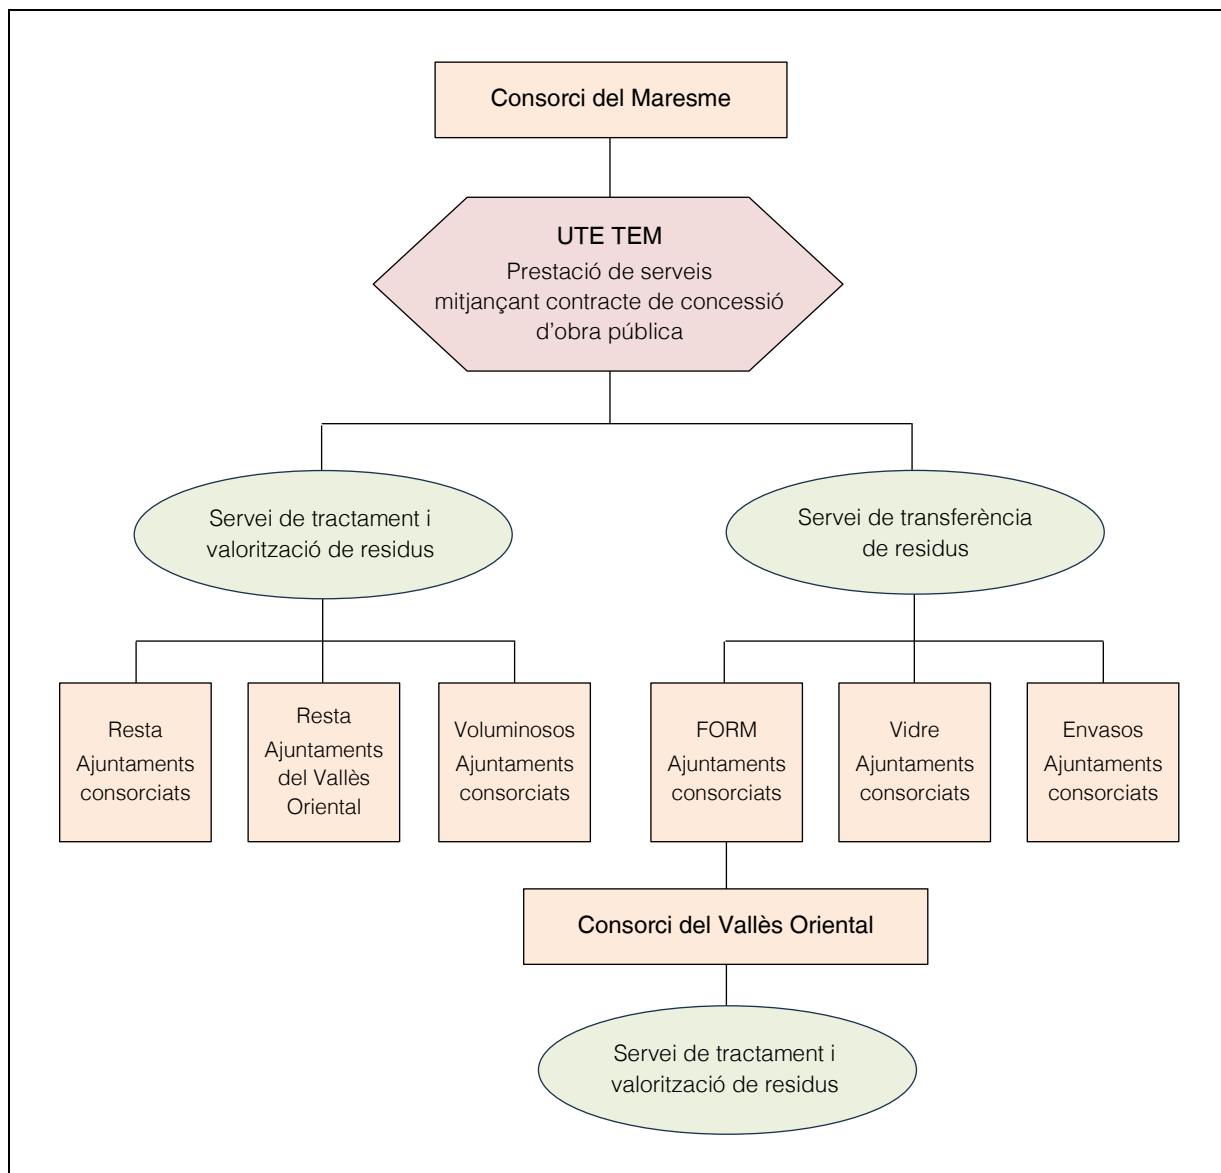 Consorci del Maresme
UTE TEM
Prestació de serveis
mitjançant contracte de concessió
d'obra pública
Servei de tractament i
valorització de residus
Servei de transferència
de residus
Resta
Ajuntaments
consorciats
Resta
Ajuntaments
del Vallès
Oriental
Voluminosos
Ajuntaments
consorciats
FORM
Ajuntaments
consorciats
Vidre
Ajuntaments
consorciats
Envasos
Ajuntaments
consorciats
Consorci del Vallès Oriental
Servei de tractament i
valorització de residus